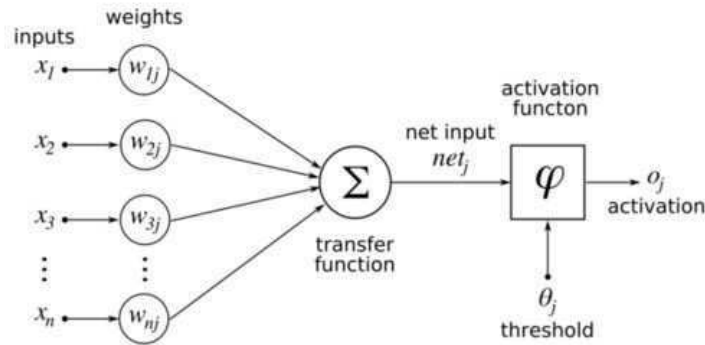 weights
inputs
x1
w1j
x2
w2j
x3
w3j
xn
wnj
Σ
transfer
function
net input
netj
activation
functon
φ
oj
activation
θj
threshold